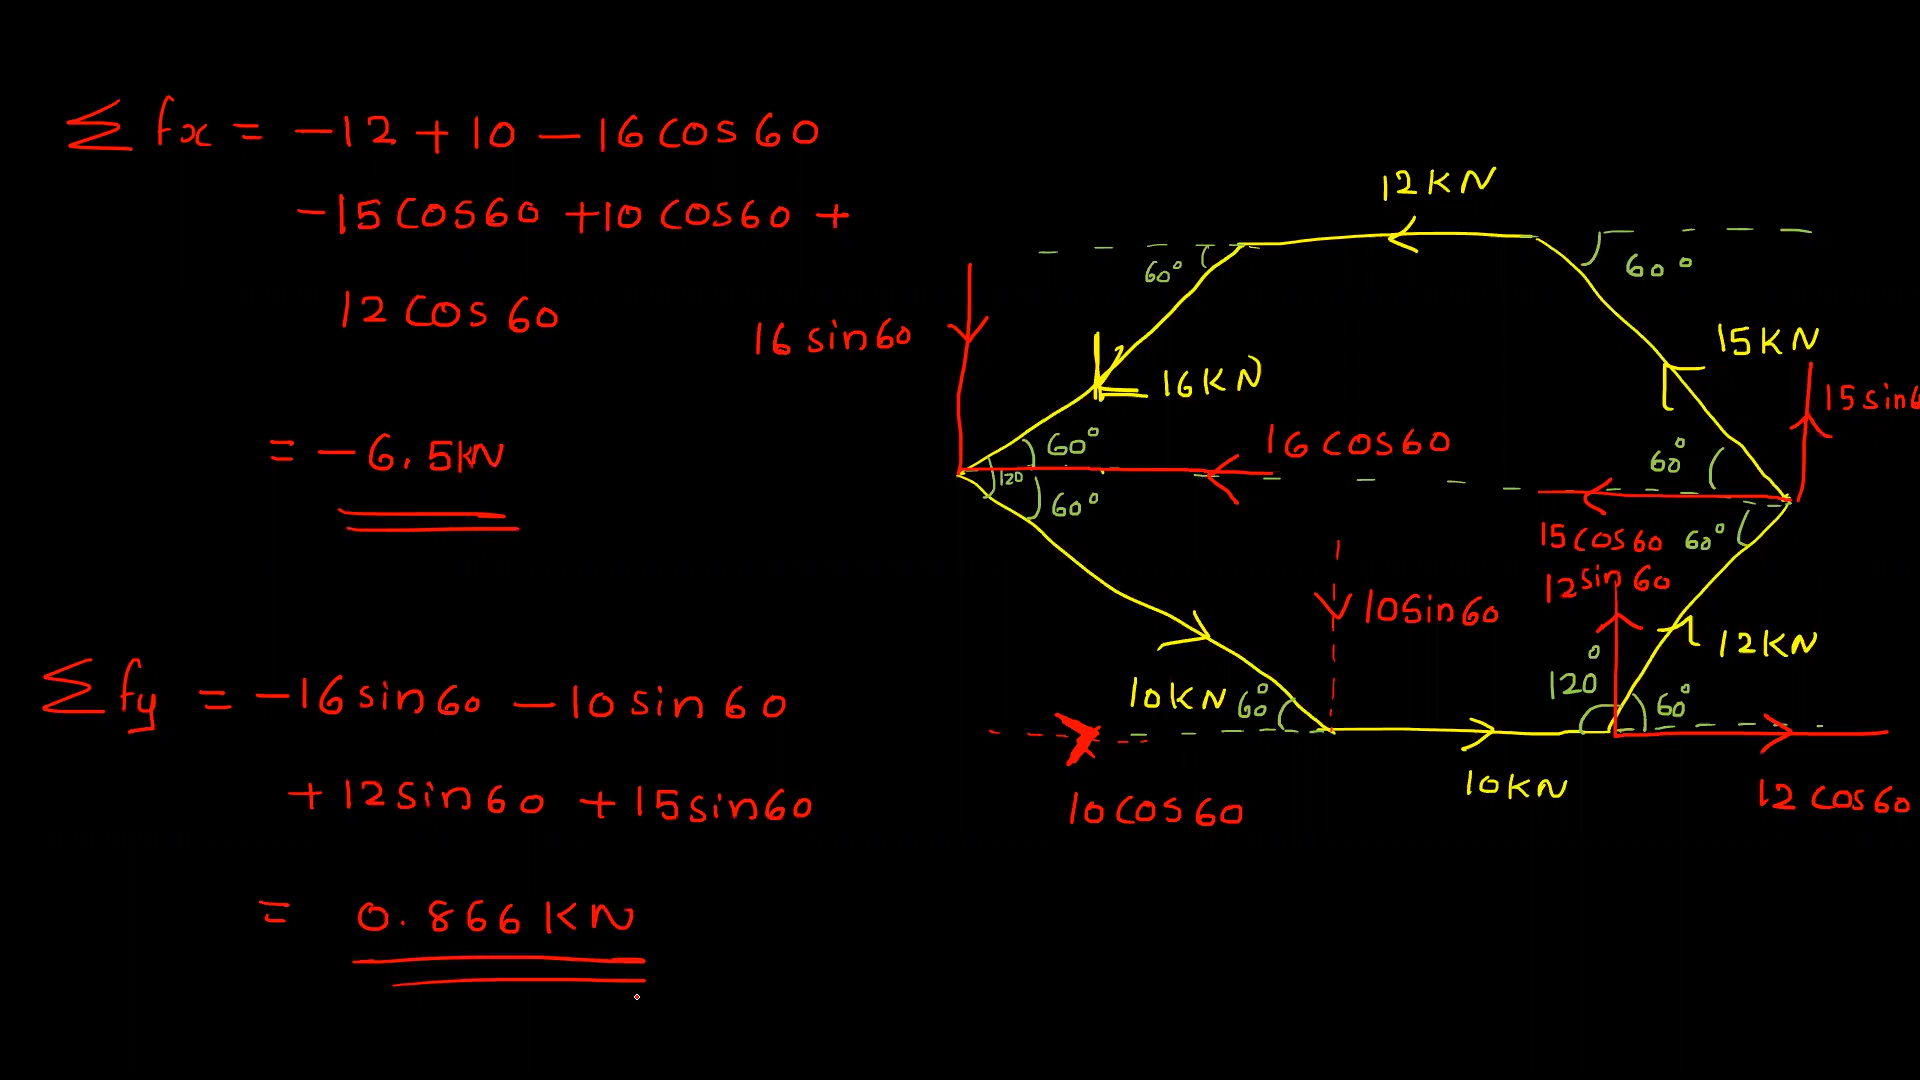 ∑ fx = -12 + 10 - 16 cos 60
-15 cos 60 + 10 cos 60 +
12 cos 60
= -6.5 kN
∑ fy = -16 sin 60 - 10 sin 60
+ 12 sin 60 + 15 sin 60
= 0.866 KN
12 KN
60°
60°
16 sin 60
15 KN
16 KN
15 sin 6
60°
16 cos 60
60°
120
60°
15 cos 60
60°
12 sin 60
10 sin 60
12 KN
10 KN
60°
120°
60°
10 KN
10 cos 60
12 cos 60